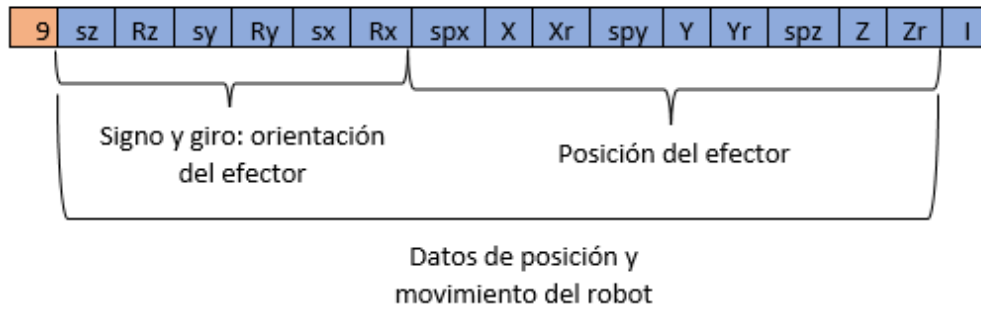 9 sz Rz sy Ry sx Rx spx X Xr spy Y Yr spz Z Zr I
Signo y giro: orientación
del efector
Posición del efector
Datos de posición y
movimiento del robot